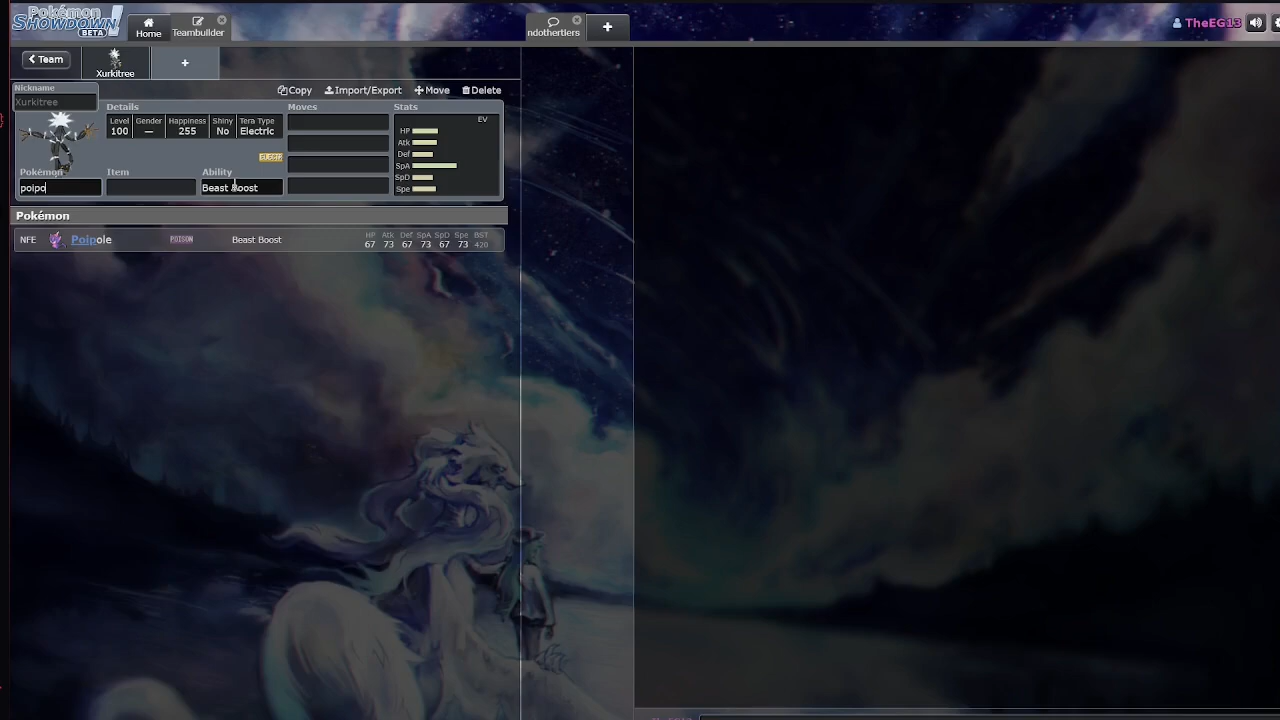 Pokémon
SHOWDOWN!
BETA
Home
Teambuilder
ndothertiers
+
TheEG13
< Team
Xurkitree
+
Copy
Import/Export
Move
Delete
Nickname
Xurkitree
Details
Moves
Stats
Level Gender Happiness Shiny Tera Type
100 — 255 No Electric
EV
HP
Atk
Def
SpA
SpD
Spe
ELECTR
Pokémon
Item
Ability
poipo
Beast Boost
Pokémon
NFE Poipole POISON Beast Boost
HP Atk Def SpA SpD Spe BST
67 73 67 73 67 73 420